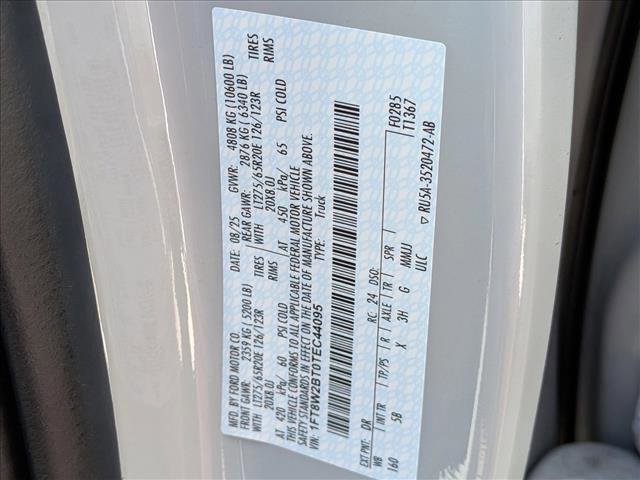 MFD. BY FORD MOTOR CO. DATE: 08/25 GVWR: 4808 KG (10600 LB)
FRONT GAWR: 2359 KG ( 5200 LB) REAR GAWR: 2876 KG ( 6340 LB)
WITH LT275/65R20E 126/123R TIRES WITH LT275/65R20E 126/123R TIRES
20X8.0J RIMS 20X8.0J RIMS
AT 420 kPa/ 60 PSI COLD AT 450 kPa/ 65 PSI COLD
THIS VEHICLE CONFORMS TO ALL APPLICABLE FEDERAL MOTOR VEHICLE
SAFETY STANDARDS IN EFFECT ON THE DATE OF MANUFACTURE SHOWN ABOVE.
VIN: 1FT8W2BT0TEC44095 TYPE: Truck
F0285
T1367
EXT PNT: DR RC: 24 DSO:
WB INT TR TP/PS R AXLE TR SPR
160 5B X 3H G MMJJ
ULC
▽ RU5A-3520472-AB